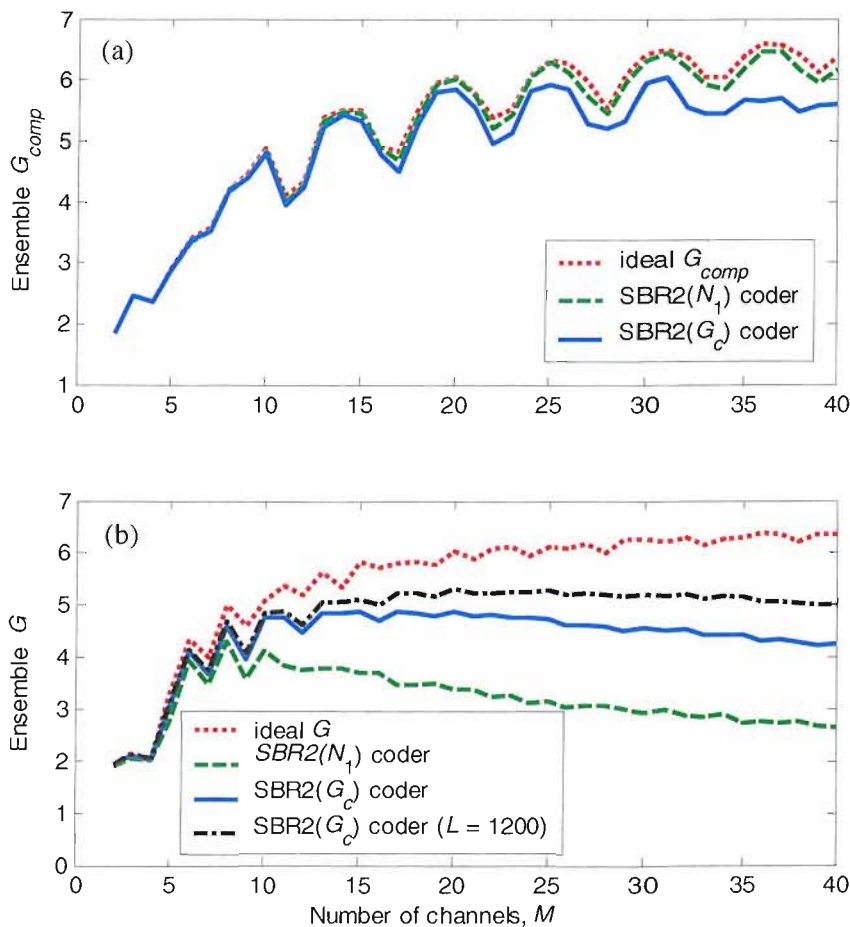 7
(a)
6
5
4
3
2
1
Ensemble G_comp
ideal G_comp
SBR2(N_1) coder
SBR2(G_c) coder
0 5 10 15 20 25 30 35 40
7
(b)
6
5
4
3
2
1
0
Ensemble G
ideal G
SBR2(N_1) coder
SBR2(G_c) coder
SBR2(G_c) coder (L = 1200)
0 5 10 15 20 25 30 35 40
Number of channels, M